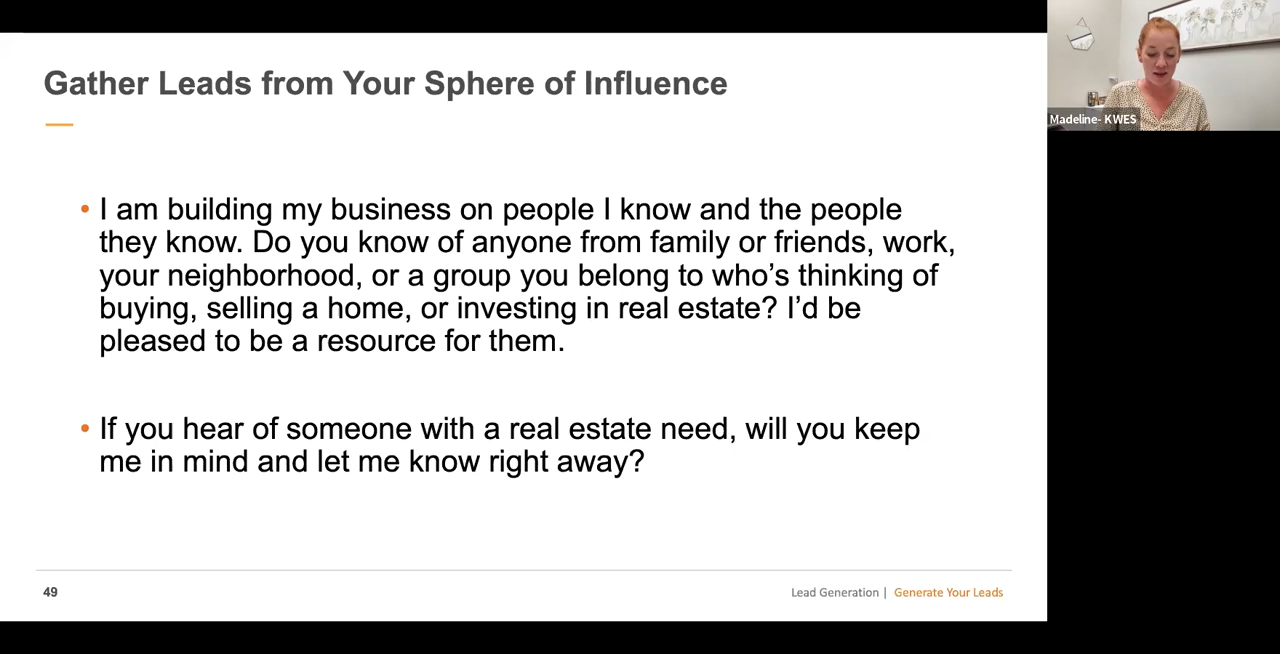 Gather Leads from Your Sphere of Influence
• I am building my business on people I know and the people
they know. Do you know of anyone from family or friends, work,
your neighborhood, or a group you belong to who’s thinking of
buying, selling a home, or investing in real estate? I’d be
pleased to be a resource for them.
• If you hear of someone with a real estate need, will you keep
me in mind and let me know right away?
49
Lead Generation | Generate Your Leads
Madeline- KWES